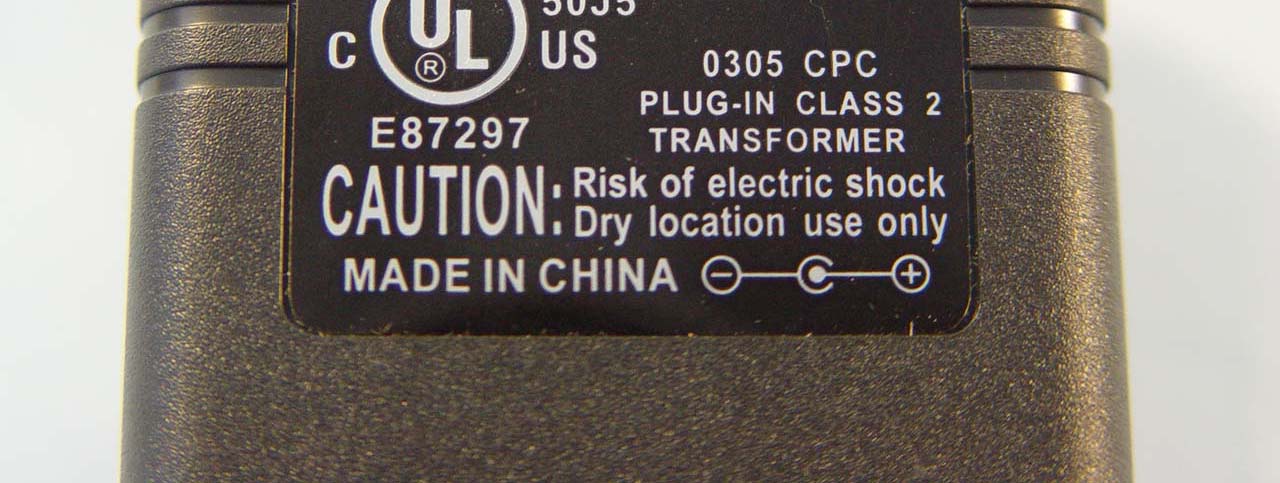 C UL ® US
E87297
0305 CPC
PLUG-IN CLASS 2
TRANSFORMER
CAUTION: Risk of electric shock
Dry location use only
MADE IN CHINA